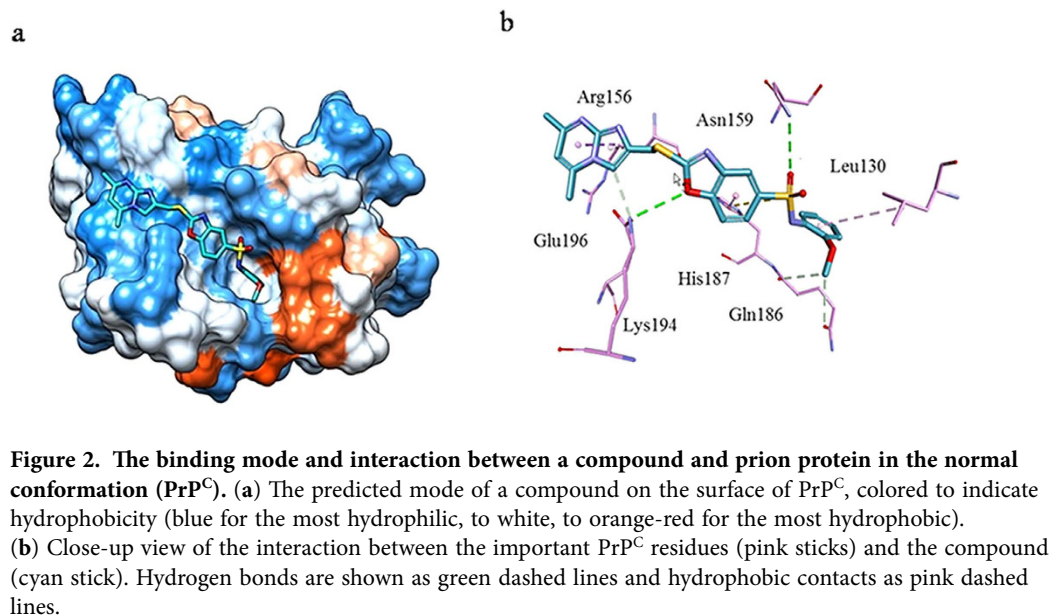 a
b
Arg156
Asn159
Leu130
Glu196
His187
Gln186
Lys194
Figure 2. The binding mode and interaction between a compound and prion protein in the normal
conformation (PrPᶜ). (a) The predicted mode of a compound on the surface of PrPᶜ, colored to indicate
hydrophobicity (blue for the most hydrophilic, to white, to orange-red for the most hydrophobic).
(b) Close-up view of the interaction between the important PrPᶜ residues (pink sticks) and the compound
(cyan stick). Hydrogen bonds are shown as green dashed lines and hydrophobic contacts as pink dashed
lines.